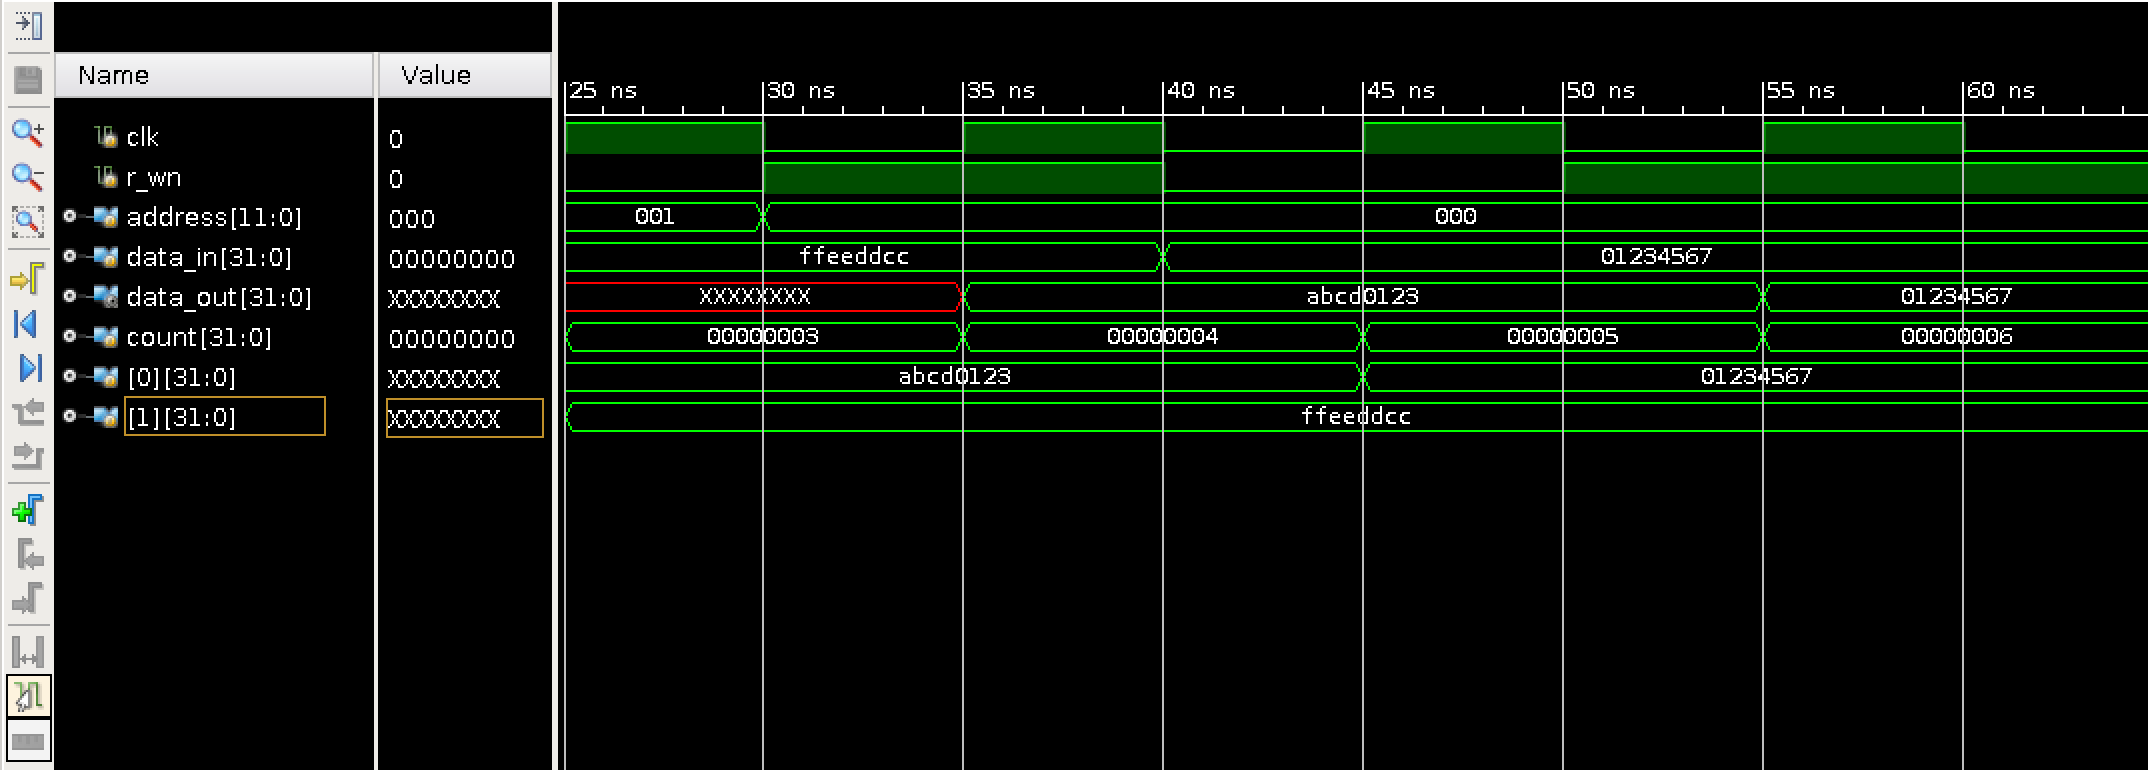 Name Value
25 ns 30 ns 35 ns 40 ns 45 ns 50 ns 55 ns 60 ns
clk 0
r_wn 0
address[11:0] 000 001 000
data_in[31:0] 00000000 ffeeddcc 01234567
data_out[31:0] XXXXXXXX XXXXXXXX abcd0123 01234567
count[31:0] 00000000 00000003 00000004 00000005 00000006
[0][31:0] XXXXXXXX abcd0123 01234567
[1][31:0] XXXXXXXX ffeeddcc